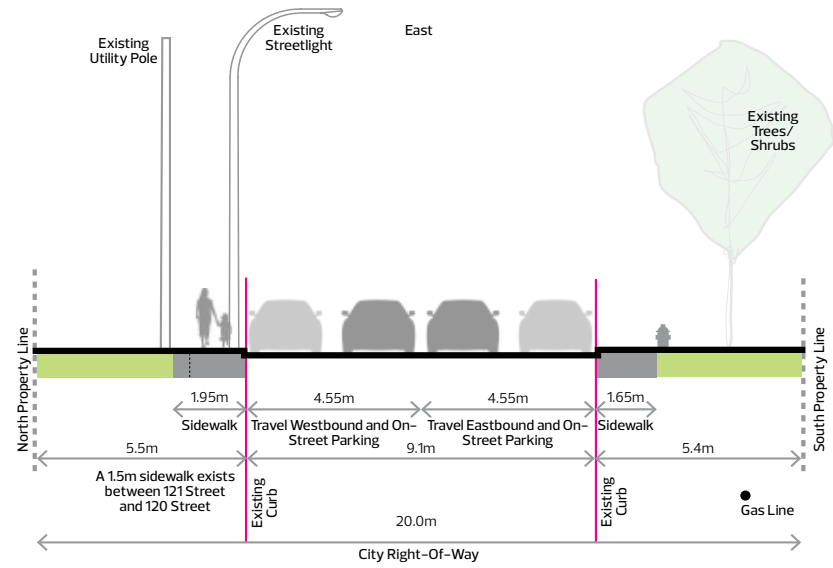 Existing
Utility Pole
Existing
Streetlight
East
Existing
Trees/
Shrubs
North Property Line
South Property Line
1.95m
Sidewalk
4.55m
Travel Westbound and On-
Street Parking
4.55m
Travel Eastbound and On-
Street Parking
1.65m
Sidewalk
5.5m
9.1m
5.4m
A 1.5m sidewalk exists
between 121 Street
and 120 Street
Existing
Curb
Existing
Curb
Gas Line
20.0m
City Right-Of-Way